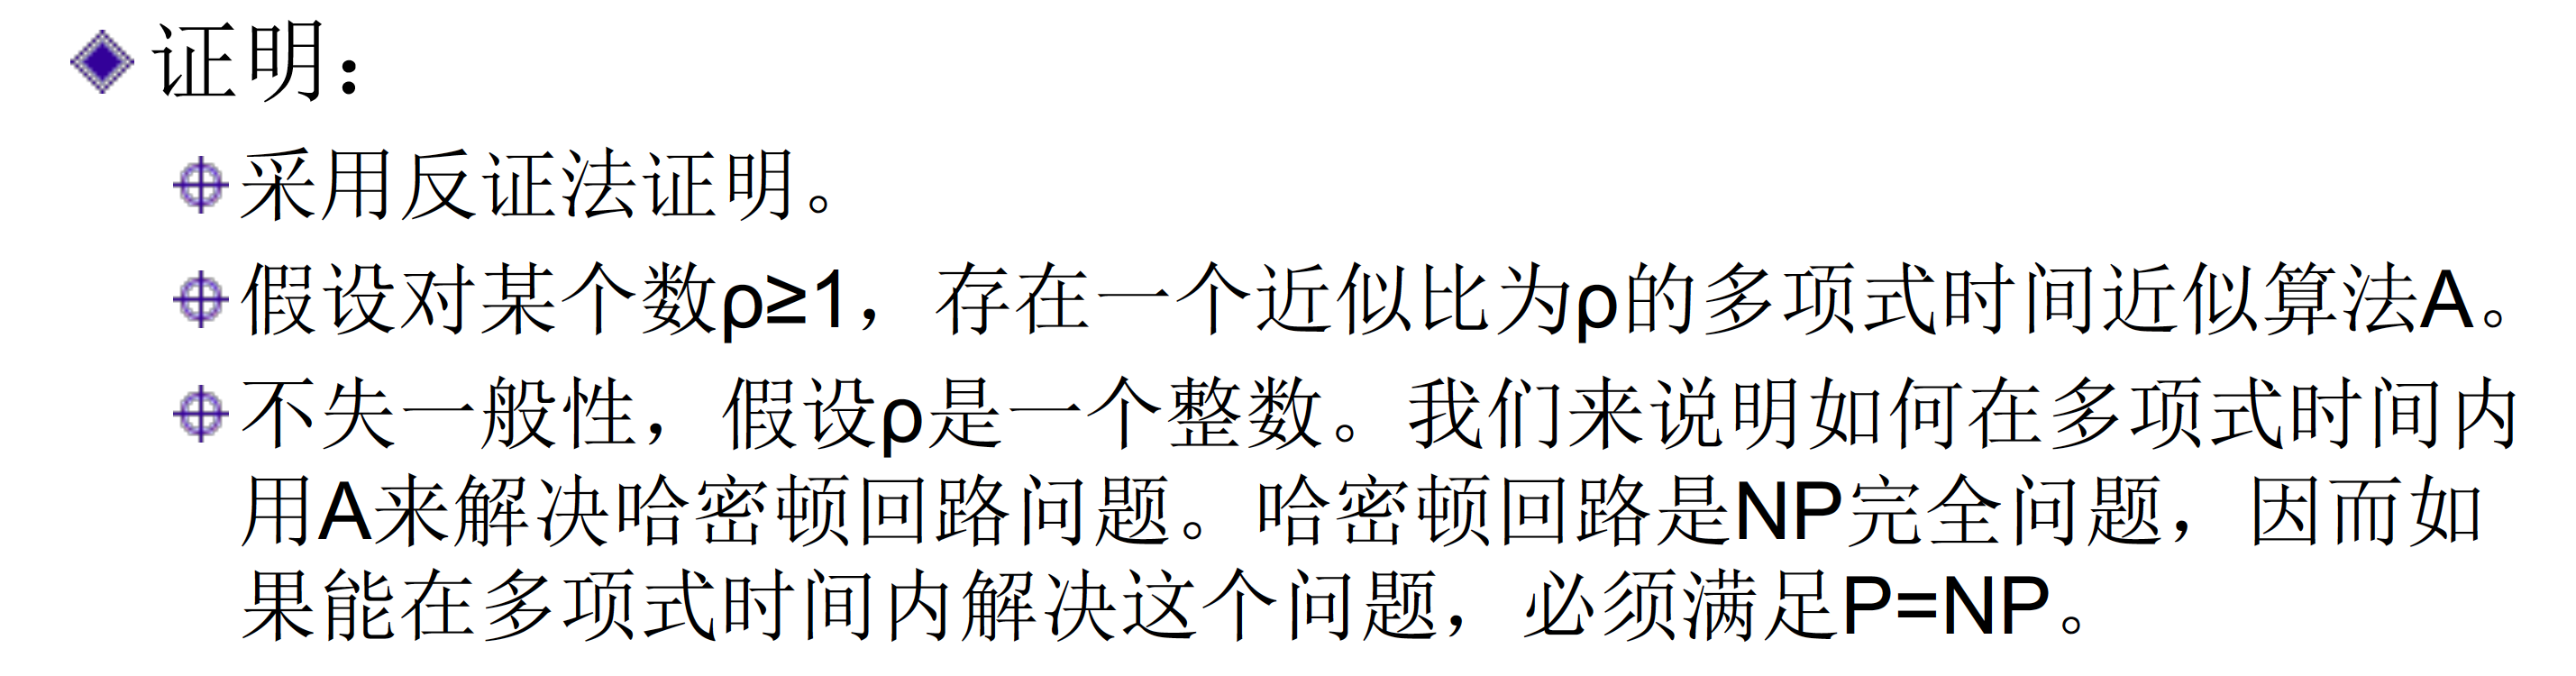 证明：
采用反证法证明。
假设对某个数ρ≥1，存在一个近似比为ρ的多项式时间近似算法A。
不失一般性，假设ρ是一个整数。我们来说明如何在多项式时间内
用A来解决哈密顿回路问题。哈密顿回路是NP完全问题，因而如
果能在多项式时间内解决这个问题，必须满足P=NP。